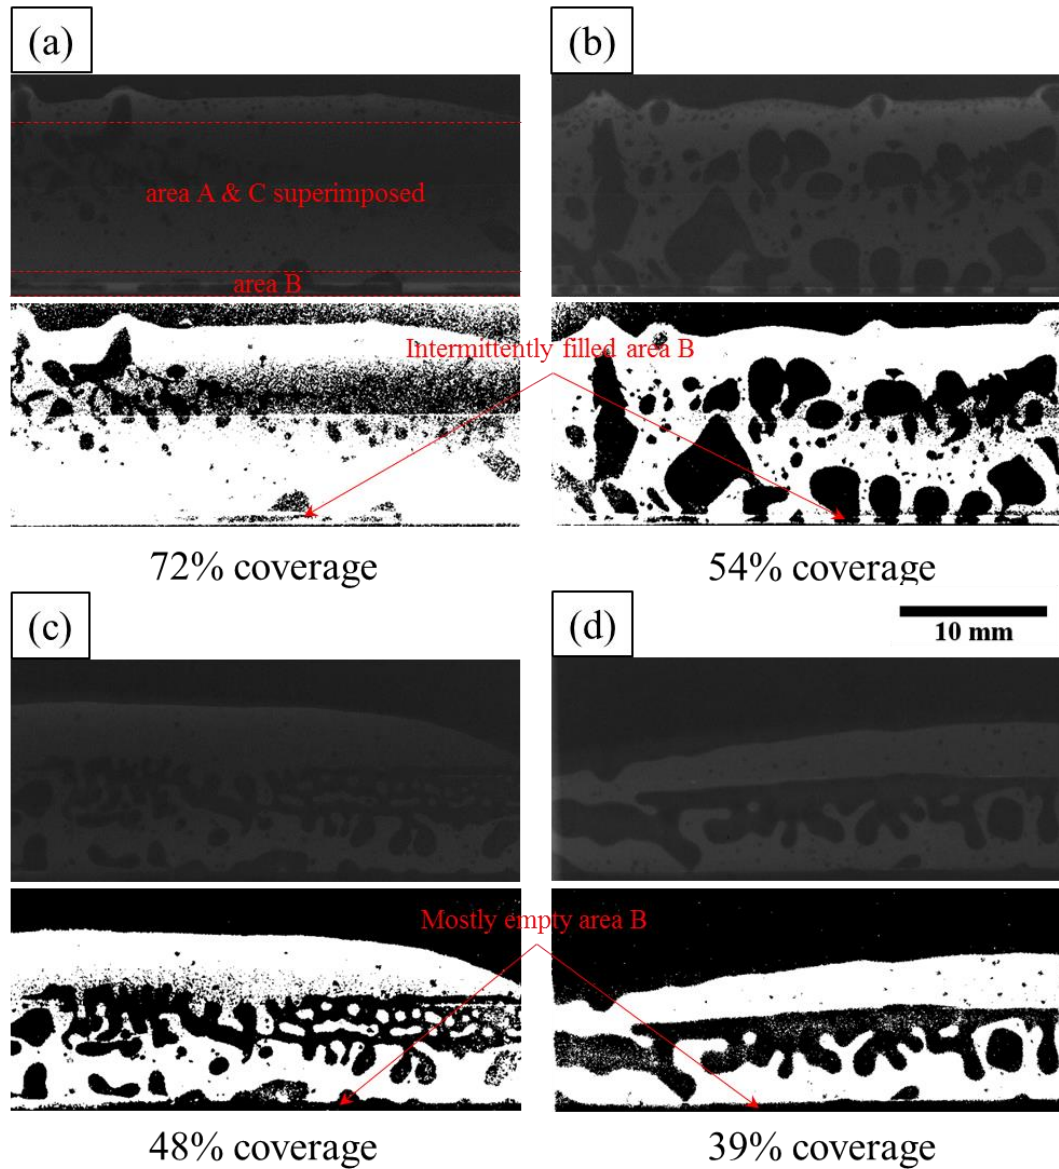 (a)
(b)
area A & C superimposed
area B
Intermittently filled area B
72% coverage
54% coverage
(c)
(d)
10 mm
Mostly empty area B
48% coverage
39% coverage